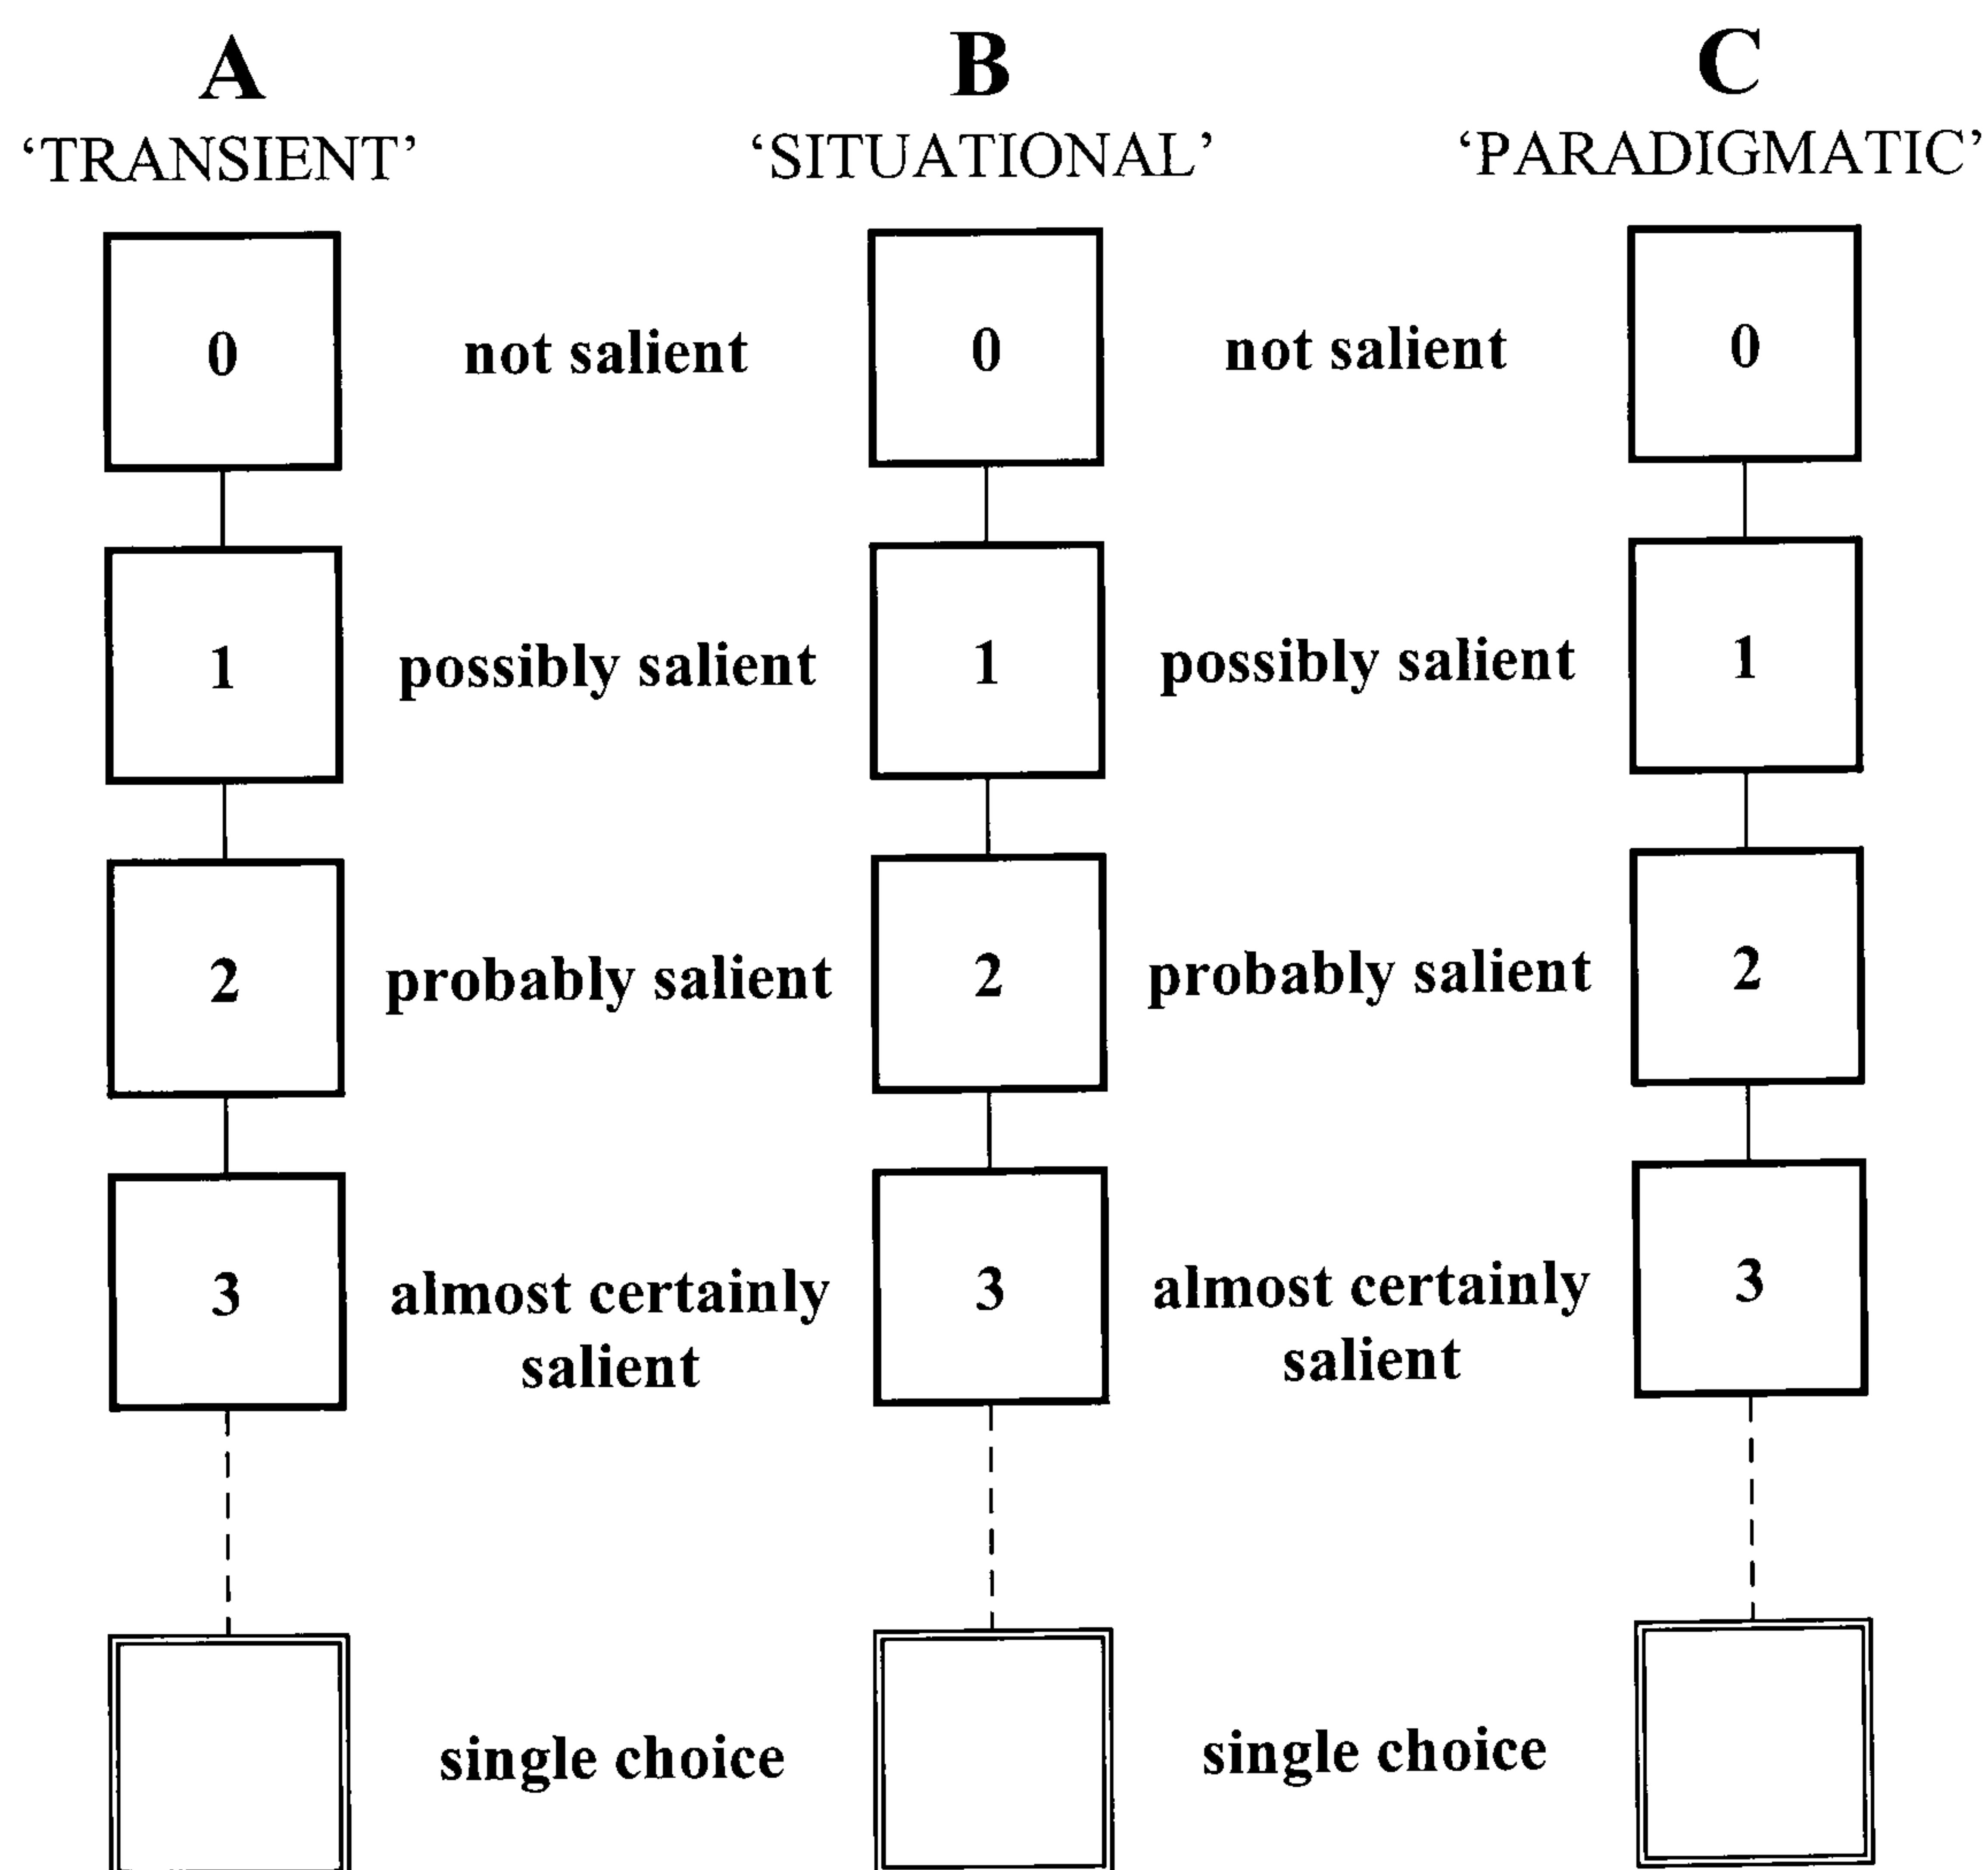 A B C
‘TRANSIENT’ ‘SITUATIONAL’ ‘PARADIGMATIC’
0 not salient 0 not salient 0
1 possibly salient 1 possibly salient 1
2 probably salient 2 probably salient 2
3 almost certainly 3 almost certainly 3
salient salient
single choice single choice